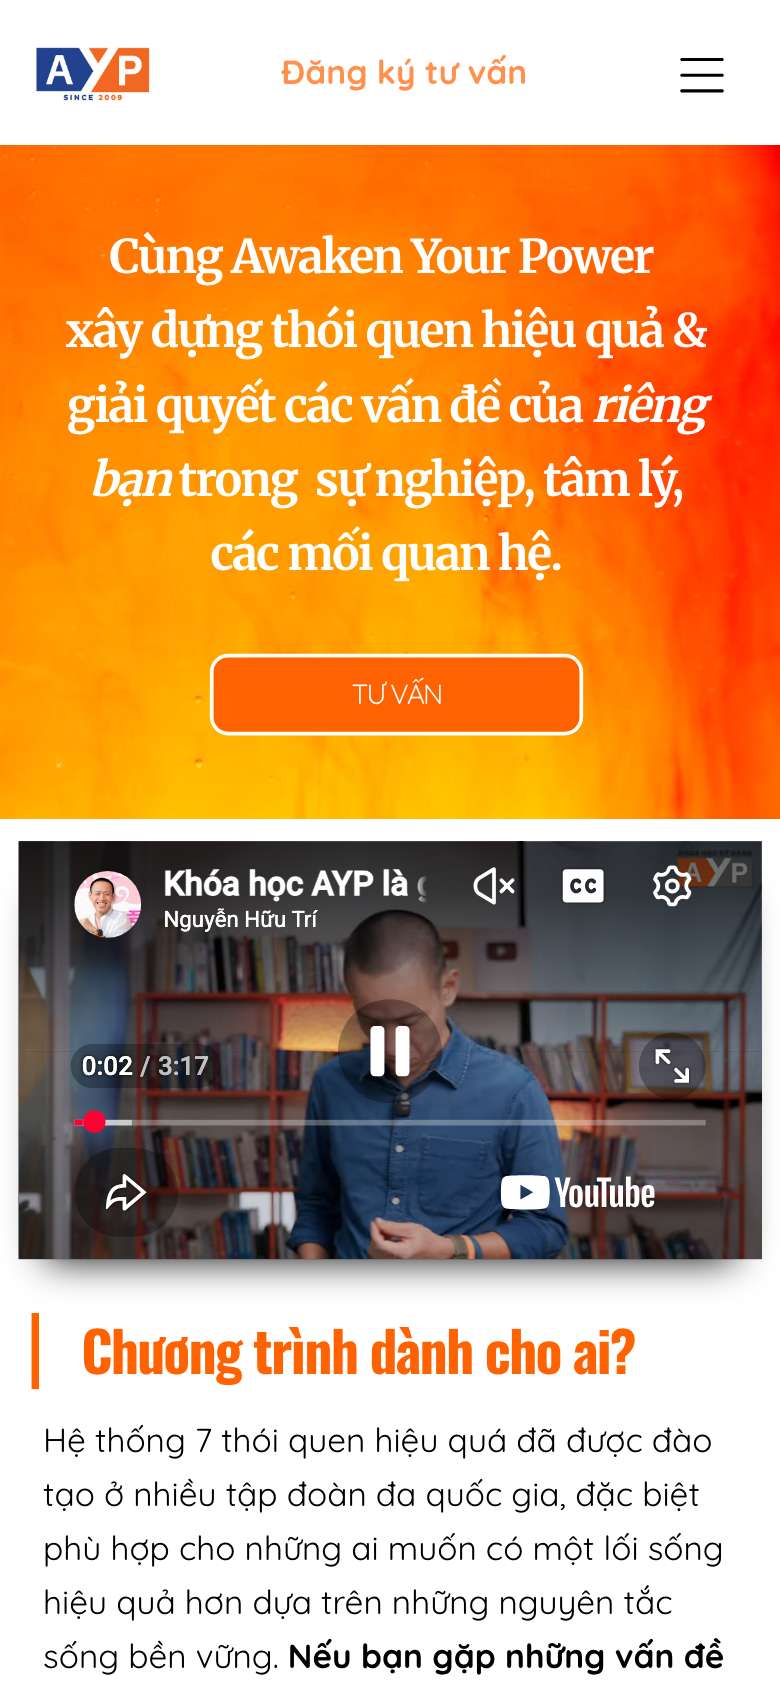 AYP
SINCE 2009
Đăng ký tư vấn
Cùng Awaken Your Power
xây dựng thói quen hiệu quả &
giải quyết các vấn đề của riêng
bạn trong sự nghiệp, tâm lý,
các mối quan hệ.
TƯ VẤN
Khóa học AYP là g
Nguyễn Hữu Trí
CC
AYP
0:02 / 3:17
YouTube
Chương trình dành cho ai?
Hệ thống 7 thói quen hiệu quá đã được đào
tạo ở nhiều tập đoàn đa quốc gia, đặc biệt
phù hợp cho những ai muốn có một lối sống
hiệu quả hơn dựa trên những nguyên tắc
sống bền vững. Nếu bạn gặp những vấn đề